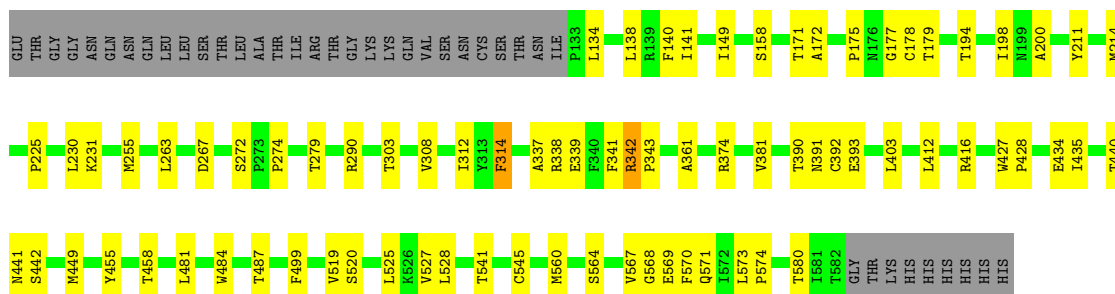 GLU THR GLY GLY ASN GLN ASN GLN LEU LEU SER THR LEU ALA THR ILE ARG THR GLY LYS LYS GLN VAL SER ASN CYS SER THR ASN ILE P133 L134 L138 R139 F140 I141 I149 S158 T171 A172 P175 N176 G177 C178 T179 T194 I198 N199 A200 Y211 M214
P225 L230 K231 M255 L263 D267 S272 P273 P274 T279 R290 T303 V308 I312 Y313 F314 A337 R338 E339 F340 F341 R342 P343 A361 R374 V381 T390 N391 C392 E393 L403 L412 R416 W427 P428 E434 I435 T440
N441 S442 M449 Y455 T458 L481 W484 T487 F499 V519 S520 L525 K526 V527 L528 T541 C545 M560 S564 V567 G568 E569 F570 Q571 I572 L573 P574 T580 I581 T582 GLY THR LYS HIS HIS HIS HIS HIS HIS